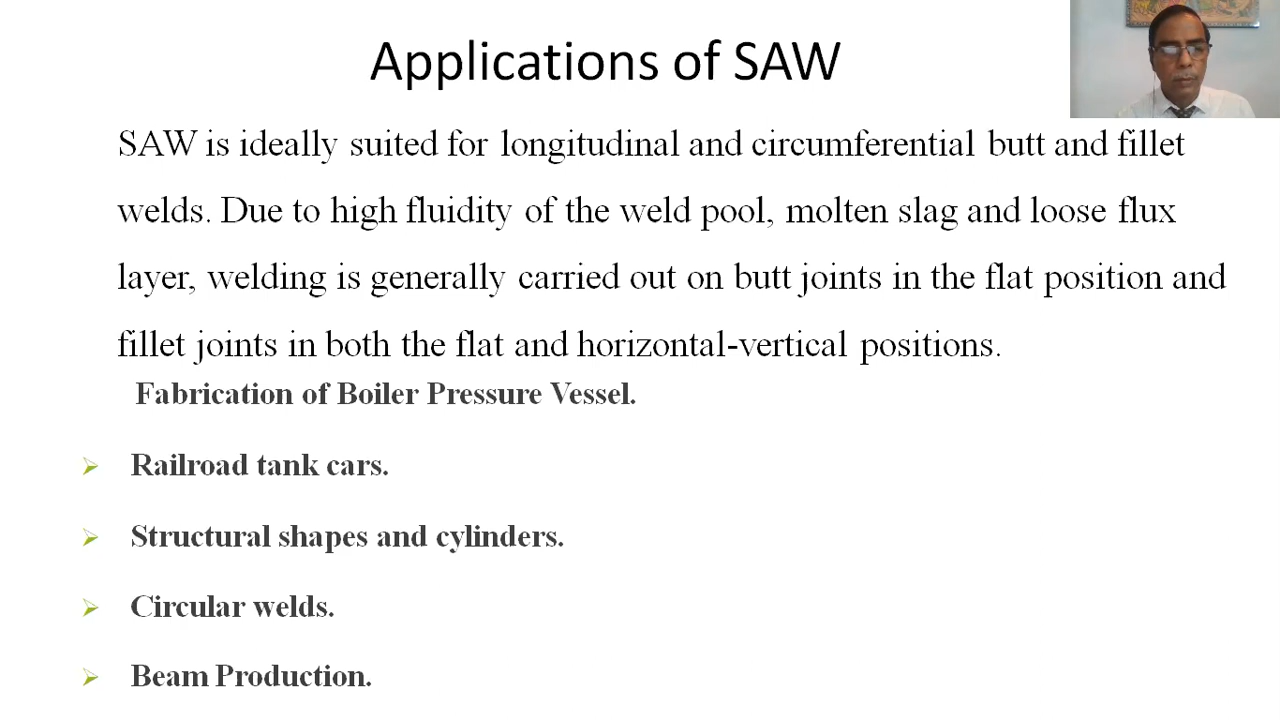 Applications of SAW
SAW is ideally suited for longitudinal and circumferential butt and fillet
welds. Due to high fluidity of the weld pool, molten slag and loose flux
layer, welding is generally carried out on butt joints in the flat position and
fillet joints in both the flat and horizontal-vertical positions.
Fabrication of Boiler Pressure Vessel.
Railroad tank cars.
Structural shapes and cylinders.
Circular welds.
Beam Production.